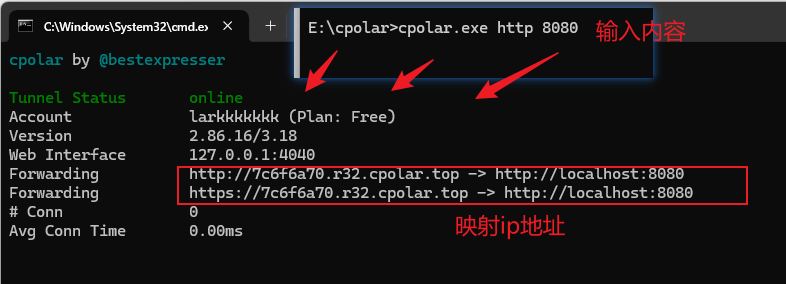 C:\Windows\System32\cmd.ex
E:\cpolar>cpolar.exe http 8080
输入内容
cpolar by @bestexpresser
Tunnel Status online
Account larkkkkkkk (Plan: Free)
Version 2.86.16/3.18
Web Interface 127.0.0.1:4040
Forwarding http://7c6f6a70.r32.cpolar.top -> http://localhost:8080
Forwarding https://7c6f6a70.r32.cpolar.top -> http://localhost:8080
# Conn 0
Avg Conn Time 0.00ms
映射ip地址